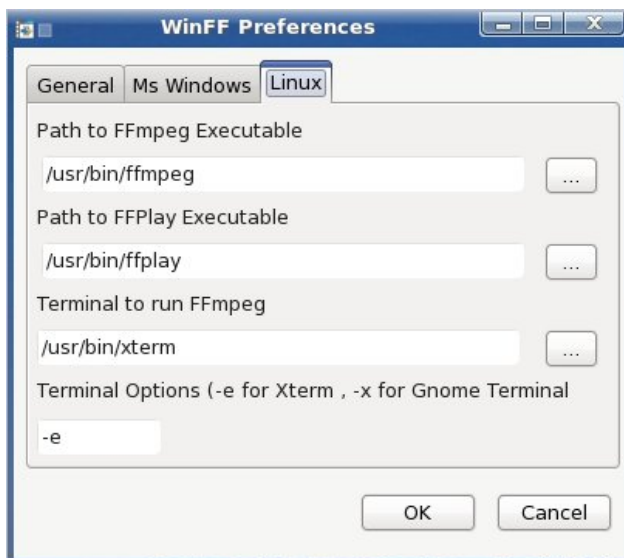 WinFF Preferences
General Ms Windows Linux
Path to FFmpeg Executable
/usr/bin/ffmpeg ...
Path to FFPlay Executable
/usr/bin/ffplay ...
Terminal to run FFmpeg
/usr/bin/xterm ...
Terminal Options (-e for Xterm , -x for Gnome Terminal
-e
OK Cancel